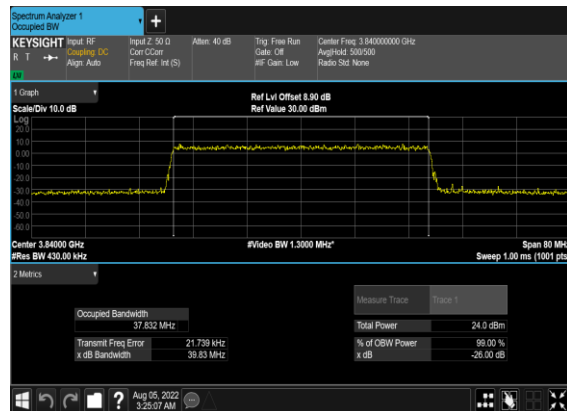 Spectrum Analyzer 1
Occupied BW
KEYSIGHT
R T
Input: RF
Coupling: DC
Align: Auto
Input Z: 50 Ω
Corr CCorr
Freq Ref: Int (S)
Atten: 40 dB
Trig: Free Run
Gate: Off
#IF Gain: Low
Center Freq: 3.840000000 GHz
Avg|Hold: 500/500
Radio Std: None
1 Graph
Scale/Div 10.0 dB
Ref Lvl Offset 8.90 dB
Ref Value 30.00 dBm
Log
20.0
10.0
0.00
-10.0
-20.0
-30.0
-40.0
-50.0
-60.0
Center 3.84000 GHz
#Res BW 430.00 kHz
#Video BW 1.3000 MHz*
Span 80 MHz
Sweep 1.00 ms (1001 pts
2 Metrics
Measure Trace
Trace 1
Occupied Bandwidth
37.832 MHz
Total Power
24.0 dBm
Transmit Freq Error
21.739 kHz
% of OBW Power
99.00 %
x dB Bandwidth
39.83 MHz
x dB
-26.00 dB
?
Aug 05, 2022
3:25:07 AM